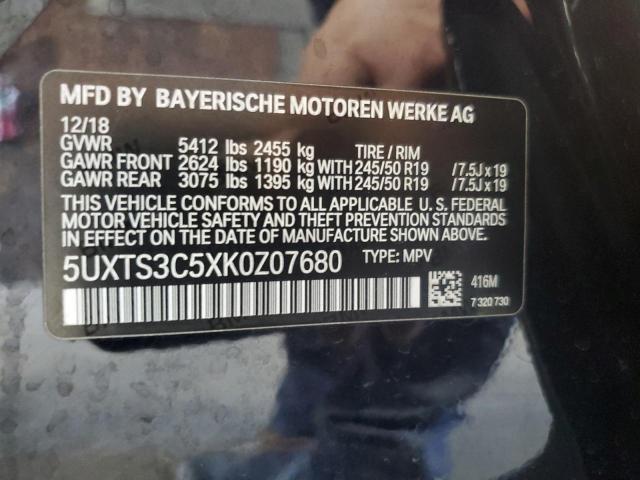 MFD BY BAYERISCHE MOTOREN WERKE AG
12/18
GVWR 5412 lbs 2455 kg TIRE / RIM
GAWR FRONT 2624 lbs 1190 kg WITH 245/50 R19 /7.5J x 19
GAWR REAR 3075 lbs 1395 kg WITH 245/50 R19 /7.5J x 19
THIS VEHICLE CONFORMS TO ALL APPLICABLE U. S. FEDERAL
MOTOR VEHICLE SAFETY AND THEFT PREVENTION STANDARDS
IN EFFECT ON THE DATE OF MANUFACTURE SHOWN ABOVE.
5UXTS3C5XK0Z07680 TYPE: MPV
416M
7 320 730